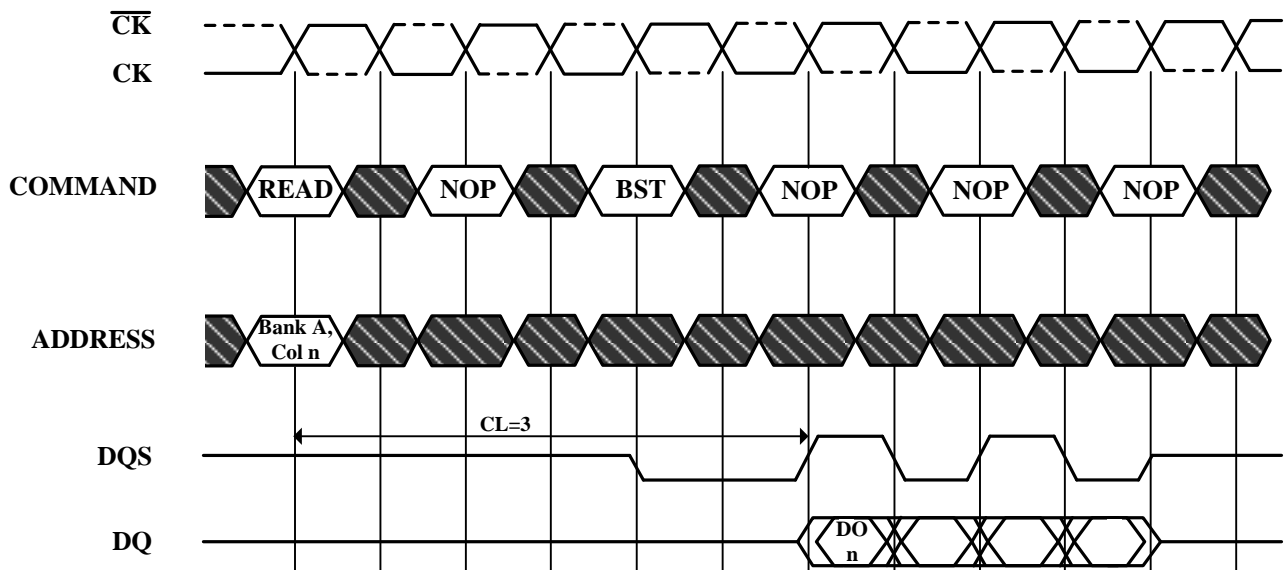 CK
CK
COMMAND READ NOP BST NOP NOP NOP
ADDRESS Bank A,
Col n
CL=3
DQS
DQ DO
n